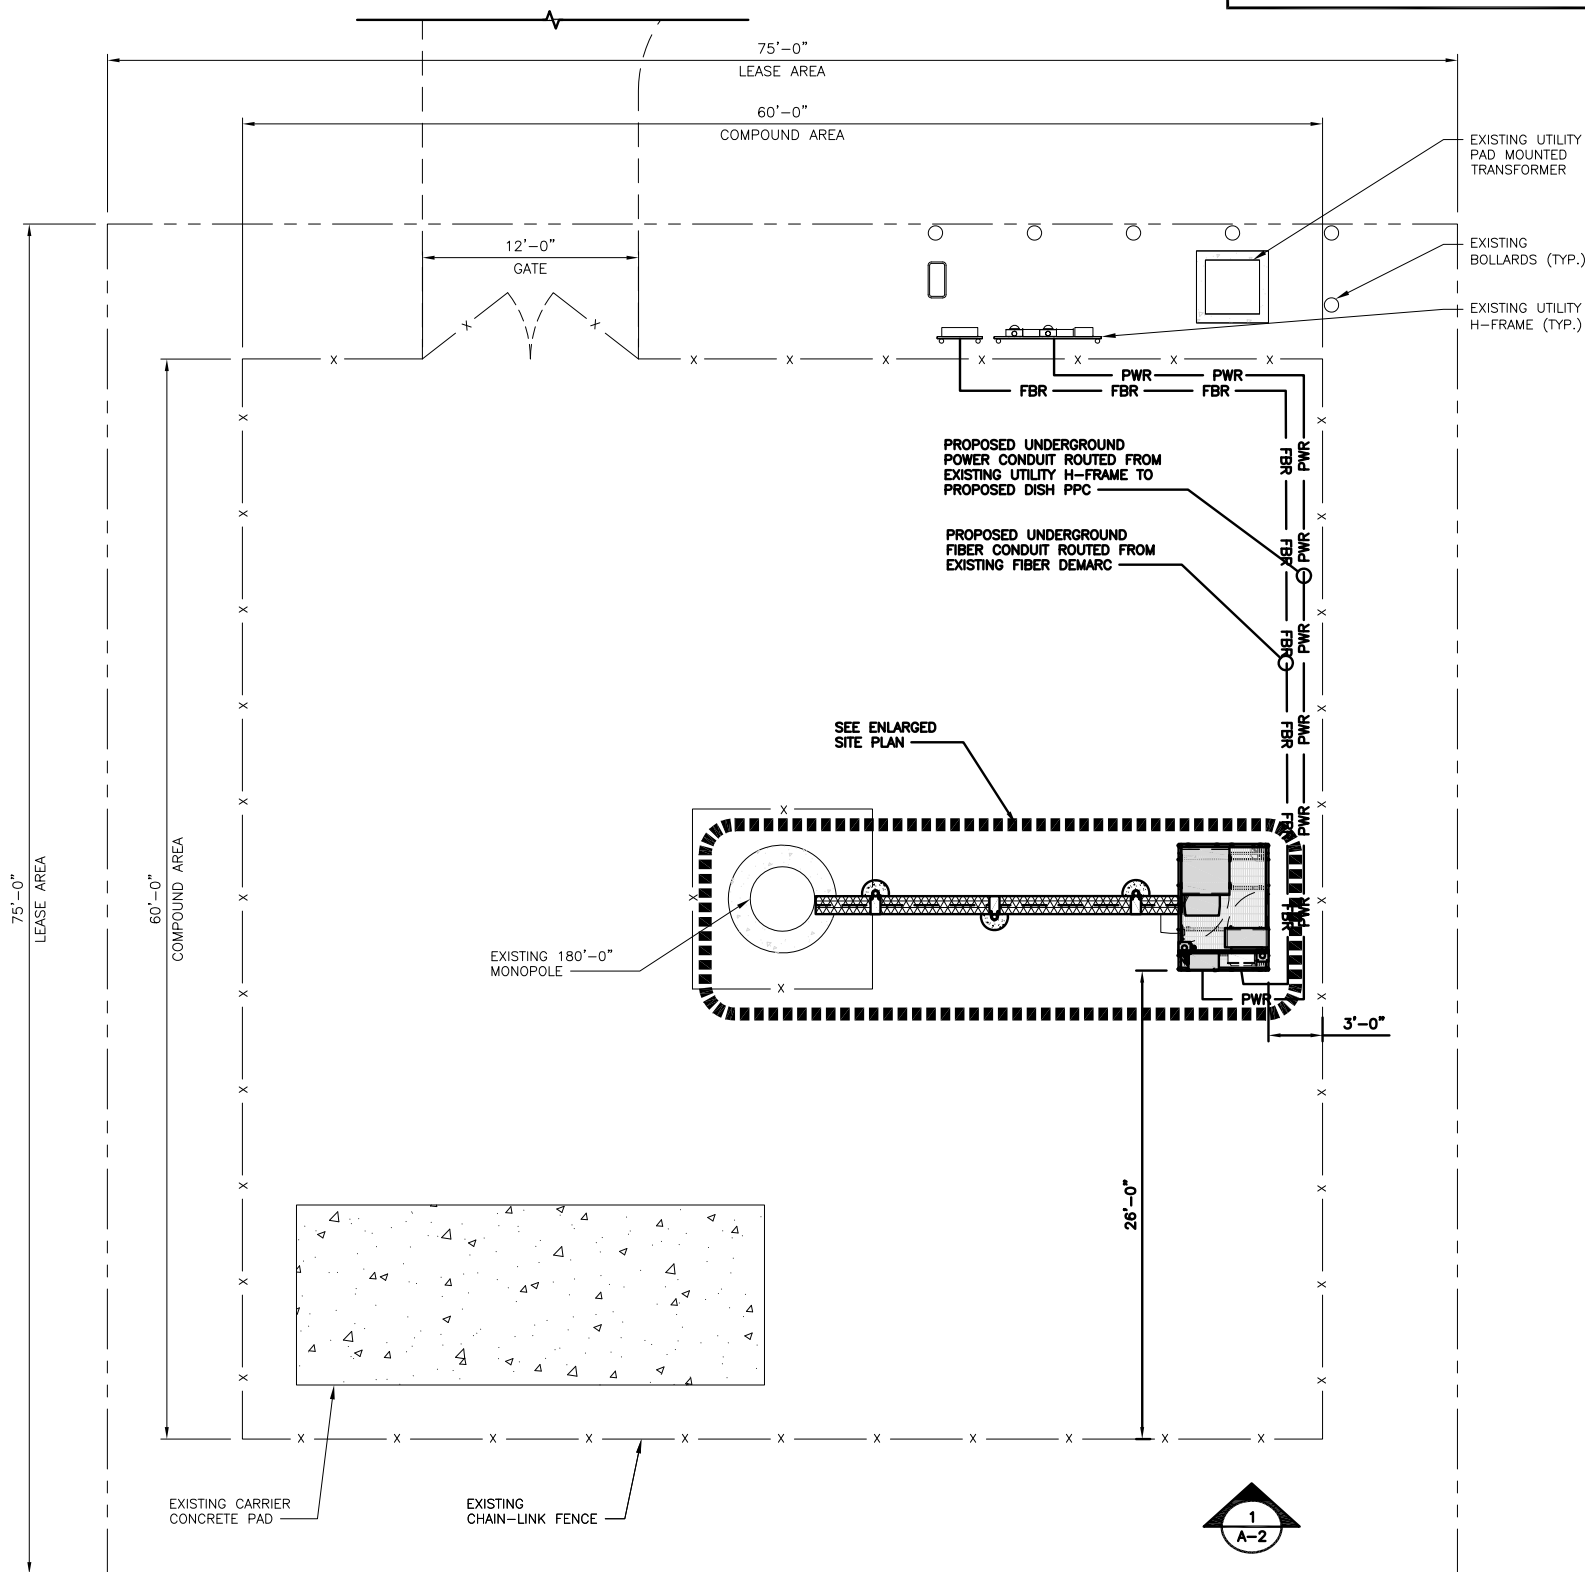 75'-0"
LEASE AREA
60'-0"
COMPOUND AREA
EXISTING UTILITY
PAD MOUNTED
TRANSFORMER
12'-0"
GATE
EXISTING
BOLLARDS (TYP.)
EXISTING UTILITY
H-FRAME (TYP.)
X
X
X X X X X X X
PWR PWR
FBR FBR FBR
PROPOSED UNDERGROUND
POWER CONDUIT ROUTED FROM
EXISTING UTILITY H-FRAME TO
PROPOSED DISH PPC
FBR PWR
PROPOSED UNDERGROUND
FIBER CONDUIT ROUTED FROM
EXISTING FIBER DEMARC
FBR PWR
FBR PWR
SEE ENLARGED
SITE PLAN
FBR PWR
FBR PWR
FBR PWR
75'-0"
LEASE AREA
60'-0"
COMPOUND AREA
X X X X X X X X X X X
X X X X X X X X X X X
X
X
X
EXISTING 180'-0"
MONOPOLE
PWR
3'-0"
26'-0"
X X X X X X X X X X X
EXISTING CARRIER
CONCRETE PAD
EXISTING
CHAIN-LINK FENCE
1
A-2